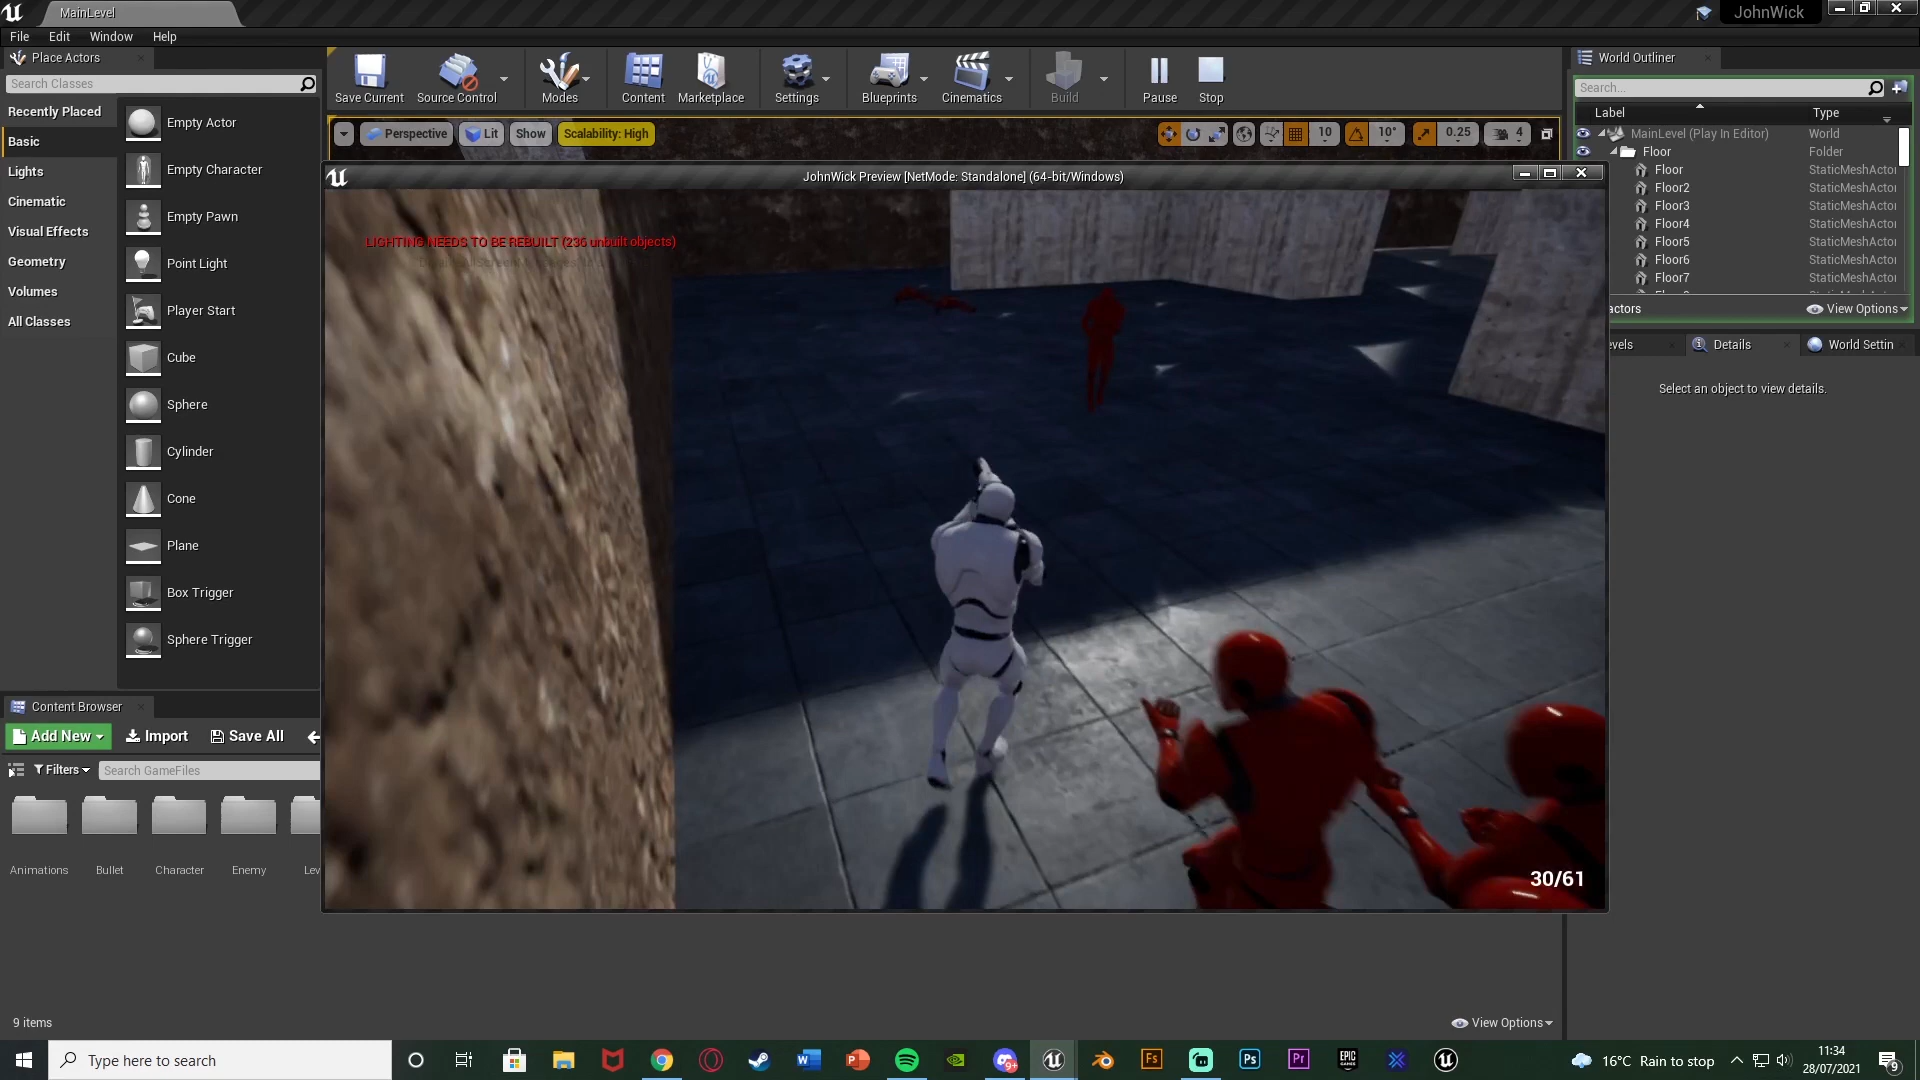 MainLevel
JohnWick
File Edit Window Help
Place Actors
World Outliner
Search Classes
Recently Placed
Basic
Lights
Cinematic
Visual Effects
Geometry
Volumes
All Classes
Empty Actor
Empty Character
Empty Pawn
Point Light
Player Start
Cube
Sphere
Cylinder
Cone
Plane
Box Trigger
Sphere Trigger
Save Current Source Control Modes Content Marketplace Settings Blueprints Cinematics Build Pause Stop
Perspective Lit Show Scalability: High 10 10° 0.25 4
JohnWick Preview [NetMode: Standalone] (64-bit/Windows)
LIGHTING NEEDS TO BE REBUILT (236 unbuilt objects)
30/61
Search...
Label Type
MainLevel (Play In Editor) World
Floor Folder
Floor StaticMeshActor
Floor2 StaticMeshActor
Floor3 StaticMeshActor
Floor4 StaticMeshActor
Floor5 StaticMeshActor
Floor6 StaticMeshActor
Floor7 StaticMeshActor
actors View Options
evels Details World Settin
Select an object to view details.
Content Browser
Add New Import Save All
Filters Search GameFiles
Animations Bullet Character Enemy Lev
9 items View Options
Type here to search
16°C Rain to stop
11:34
28/07/2021
9